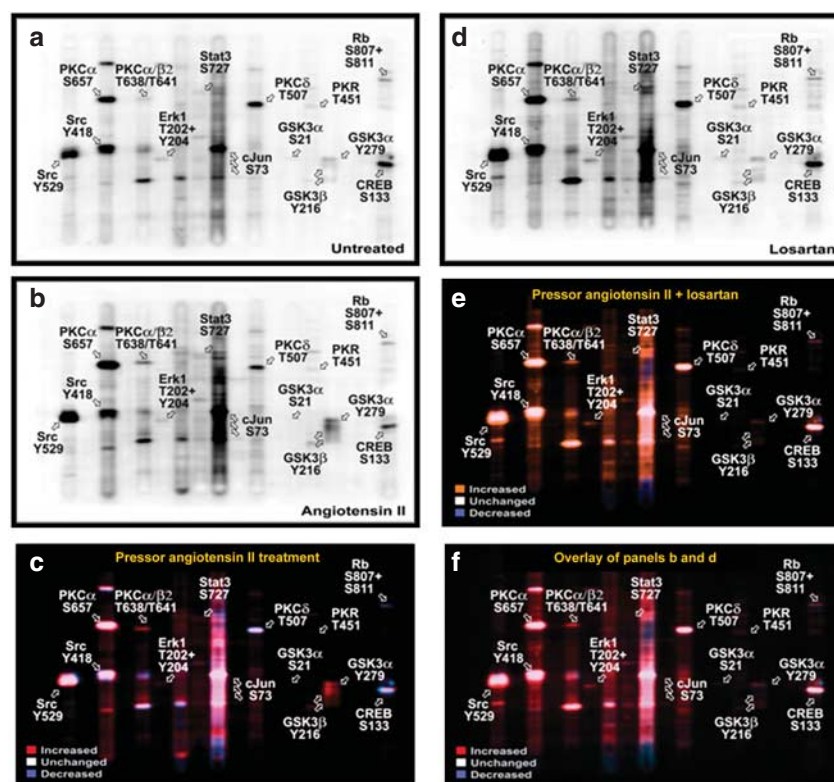 a
Stat3
S727
PKCα
S657
PKCα/β2
T638/T641
PKCδ
T507
PKR
T451
Rb
S807+
S811
Src
Y418
Erk1
T202+
Y204
GSK3α
S21
GSK3α
Y279
cJun
S73
Src
Y529
GSK3β
Y216
CREB
S133
Untreated
d
Stat3
S727
PKCα
S657
PKCα/β2
T638/T641
PKCδ
T507
PKR
T451
Rb
S807+
S811
Src
Y418
Erk1
T202+
Y204
GSK3α
S21
GSK3α
Y279
cJun
S73
Src
Y529
GSK3β
Y216
CREB
S133
Losartan
b
Stat3
S727
PKCα
S657
PKCα/β2
T638/T641
PKCδ
T507
PKR
T451
Rb
S807+
S811
Src
Y418
Erk1
T202+
Y204
GSK3α
S21
GSK3α
Y279
cJun
S73
Src
Y529
GSK3β
Y216
CREB
S133
Angiotensin II
e
Pressor angiotensin II + losartan
Stat3
S727
PKCα
S657
PKCα/β2
T638/T641
PKCδ
T507
PKR
T451
Rb
S807+
S811
Src
Y418
Erk1
T202+
Y204
GSK3α
S21
GSK3α
Y279
cJun
S73
Src
Y529
GSK3β
Y216
CREB
S133
Increased
Unchanged
Decreased
c
Pressor angiotensin II treatment
Stat3
S727
PKCα
S657
PKCα/β2
T638/T641
PKCδ
T507
PKR
T451
Rb
S807+
S811
Src
Y418
Erk1
T202+
Y204
GSK3α
S21
GSK3α
Y279
cJun
S73
Src
Y529
GSK3β
Y216
CREB
S133
Increased
Unchanged
Decreased
f
Overlay of panels b and d
Stat3
S727
PKCα
S657
PKCα/β2
T638/T641
PKCδ
T507
PKR
T451
Rb
S807+
S811
Src
Y418
Erk1
T202+
Y204
GSK3α
S21
GSK3α
Y279
cJun
S73
Src
Y529
GSK3β
Y216
CREB
S133
Increased
Unchanged
Decreased